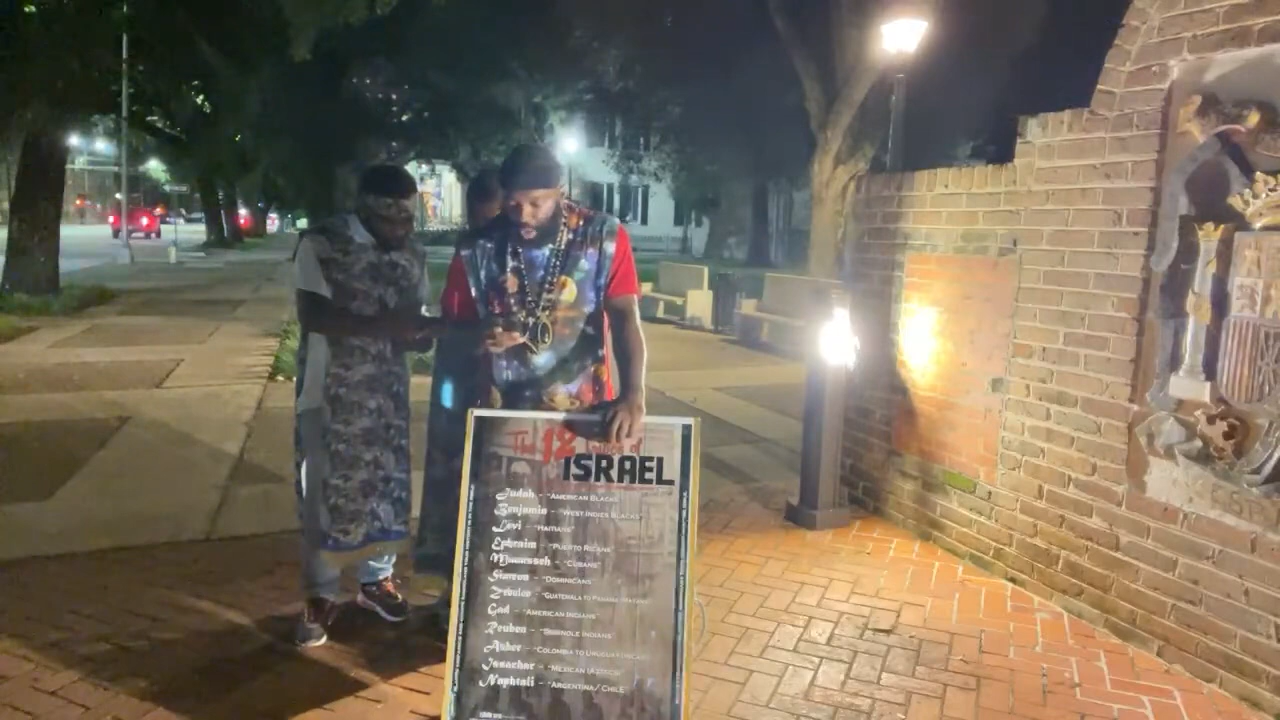 The 12 Tribes of
ISRAEL
Judah - "AMERICAN BLACKS"
Benjamin - "WEST INDIES BLACKS"
Levi - "HAITIANS"
Ephraim - "PUERTO RICANS"
Manasseh - "CUBANS"
Simeon - "DOMINICANS"
Zebulon - "GUATEMALA TO PANAMA
Gad - "AMERICAN INDIANS"
Reuben - "SEMINOLE INDIANS"
Asher - "COLOMBIA TO URUGUAY
Issachar - "MEXICAN (AZTECS)"
Naphtali - "ARGENTINA/ CHILE"